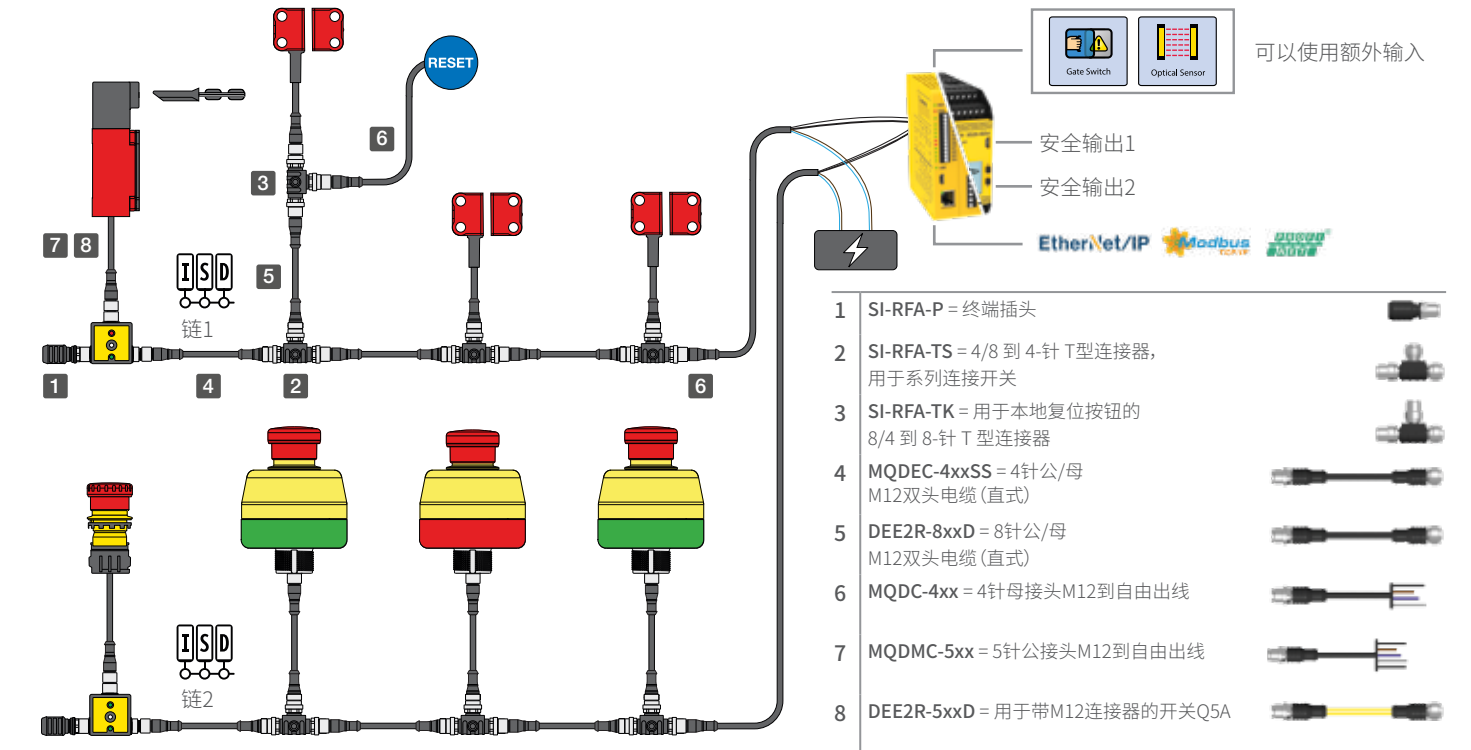 RESET
6
3
7 8
ISD
链1
5
1
4
2
6
ISD
链2
Gate Switch
Optical Sensor
可以使用额外输入
安全输出1
安全输出2
EtherNet/IP
Modbus
TCP/IP
PROFI
NET
1 SI-RFA-P = 终端插头
2 SI-RFA-TS = 4/8 到 4-针 T型连接器，
用于系列连接开关
3 SI-RFA-TK = 用于本地复位按钮的
8/4 到 8-针 T 型连接器
4 MQDEC-4xxSS = 4针公/母
M12双头电缆（直式）
5 DEE2R-8xxD = 8针公/母
M12双头电缆（直式）
6 MQDC-4xx = 4针母接头M12到自由出线
7 MQDMC-5xx = 5针公接头M12到自由出线
8 DEE2R-5xxD = 用于带M12连接器的开关Q5A